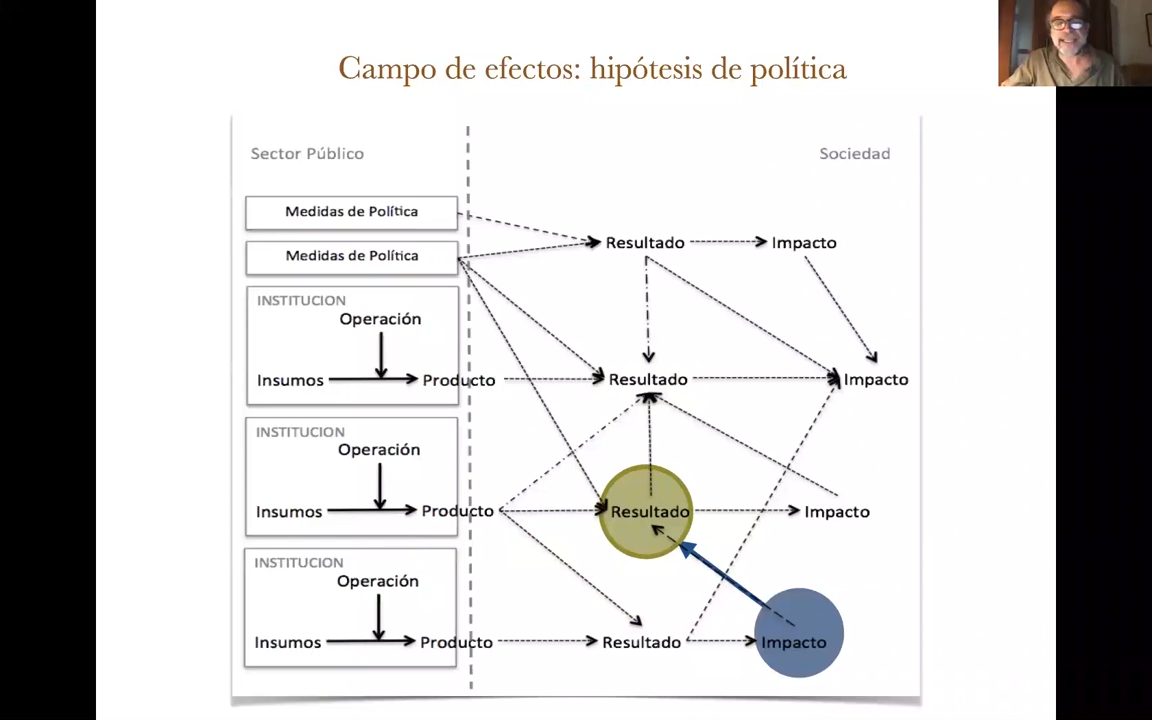 Campo de efectos: hipótesis de política
Sector Público
Sociedad
Medidas de Política
Medidas de Política
Resultado
Impacto
INSTITUCION
Operación
Insumos
Producto
Resultado
Impacto
INSTITUCION
Operación
Insumos
Producto
Resultado
Impacto
INSTITUCION
Operación
Insumos
Producto
Resultado
Impacto